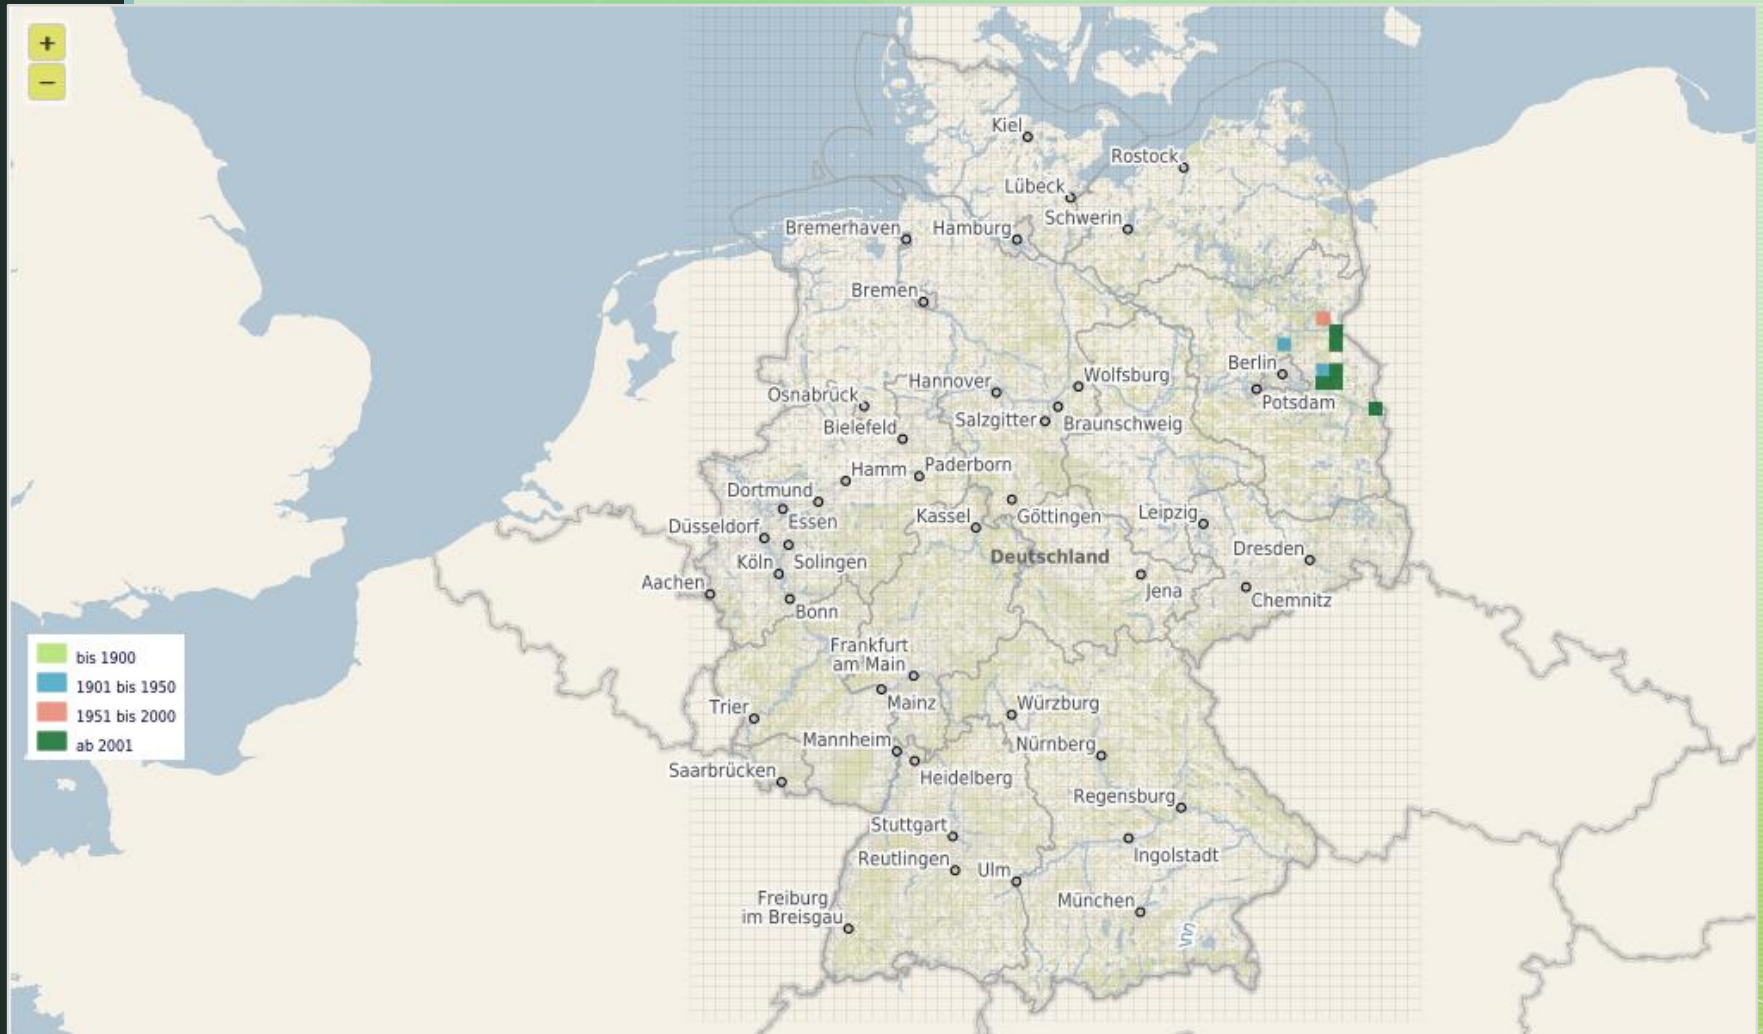 +
−
Kiel
Rostock
Lübeck
Schwerin
Bremerhaven
Hamburg
Bremen
Berlin
Wolfsburg
Hannover
Osnabrück
Potsdam
Salzgitter
Braunschweig
Bielefeld
Paderborn
Hamm
Dortmund
Essen
Göttingen
Kassel
Leipzig
Düsseldorf
Dresden
Deutschland
Köln
Solingen
Aachen
Jena
Chemnitz
Bonn
Frankfurt
am Main
bis 1900
1901 bis 1950
1951 bis 2000
ab 2001
Mainz
Würzburg
Trier
Mannheim
Nürnberg
Saarbrücken
Heidelberg
Regensburg
Stuttgart
Ingolstadt
Reutlingen
Ulm
Freiburg
im Breisgau
München
Inn